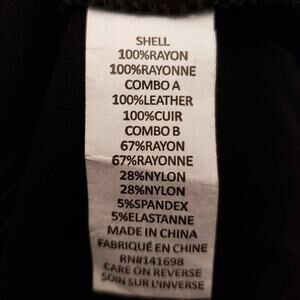 SHELL
100%RAYON
100%RAYONNE
COMBO A
100%LEATHER
100%CUIR
COMBO B
67%RAYON
67%RAYONNE
28%NYLON
28%NYLON
5%SPANDEX
5%ELASTANNE
MADE IN CHINA
FABRIQUÉ EN CHINE
RN#141698
CARE ON REVERSE
SOIN SUR L'INVERSE